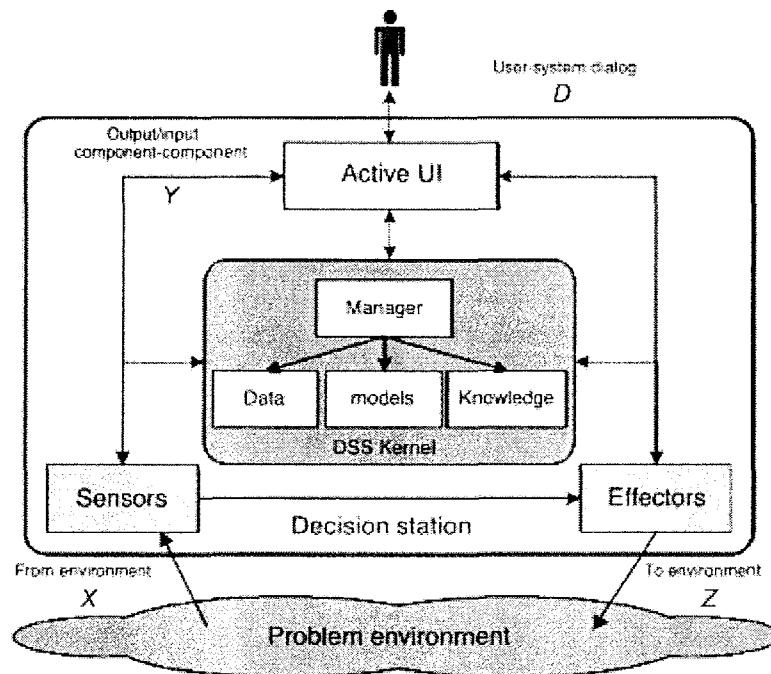 User-system dialog
D
Output/input
component-component
Y
Active UI
Manager
Data
models
Knowledge
DSS Kernel
Sensors
Effectors
Decision station
From environment
X
To environment
Z
Problem environment